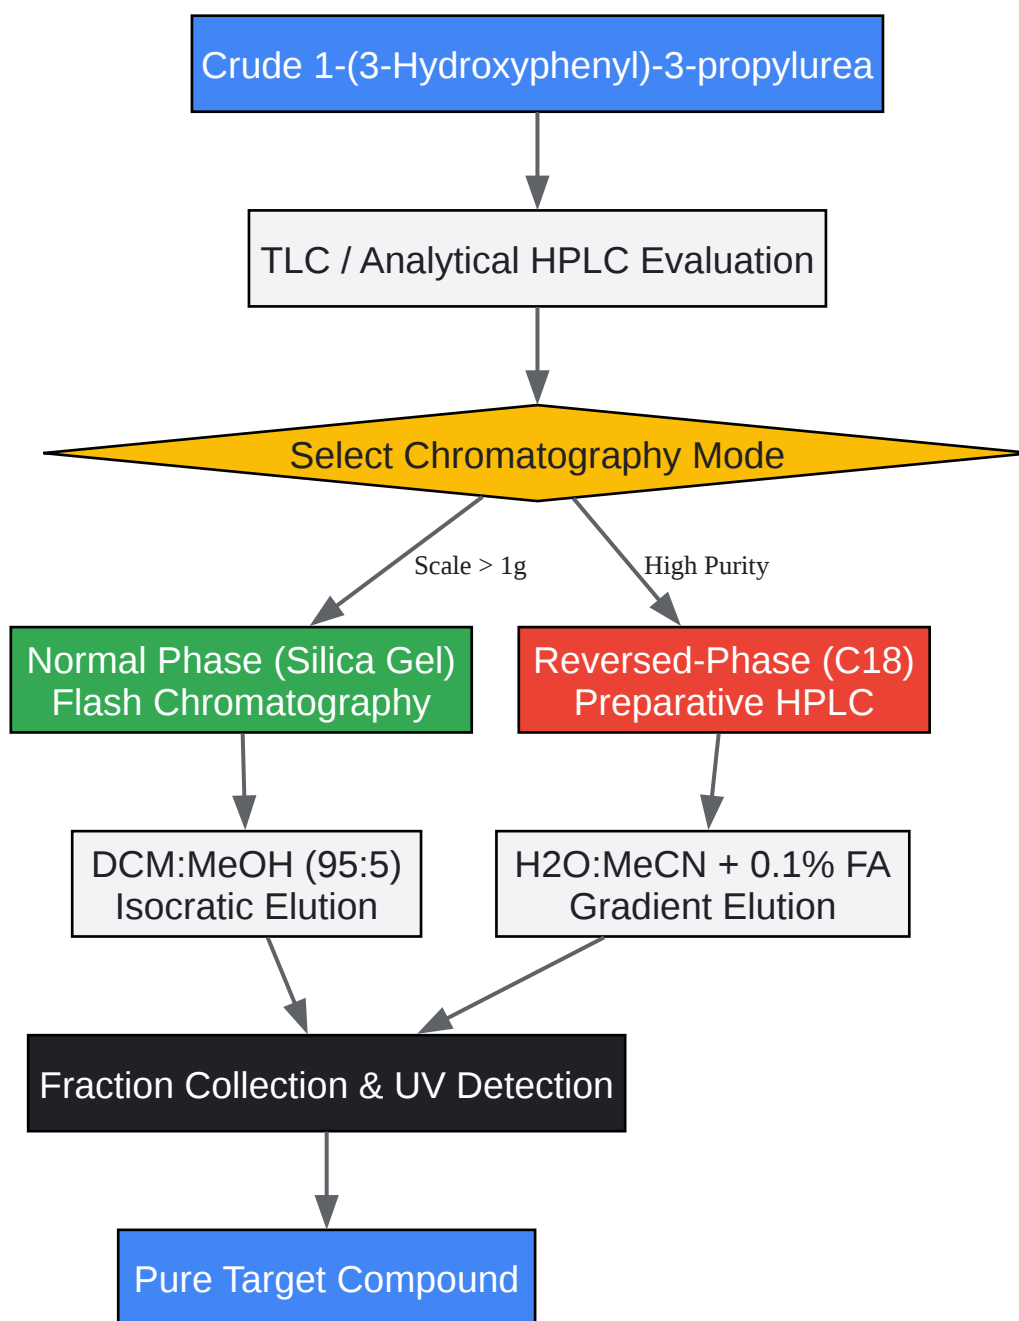 Crude 1-(3-Hydroxyphenyl)-3-propylurea
TLC / Analytical HPLC Evaluation
Select Chromatography Mode
Scale > 1g
High Purity
Normal Phase (Silica Gel)
Flash Chromatography
Reversed-Phase (C18)
Preparative HPLC
DCM:MeOH (95:5)
Isocratic Elution
H2O:MeCN + 0.1% FA
Gradient Elution
Fraction Collection & UV Detection
Pure Target Compound